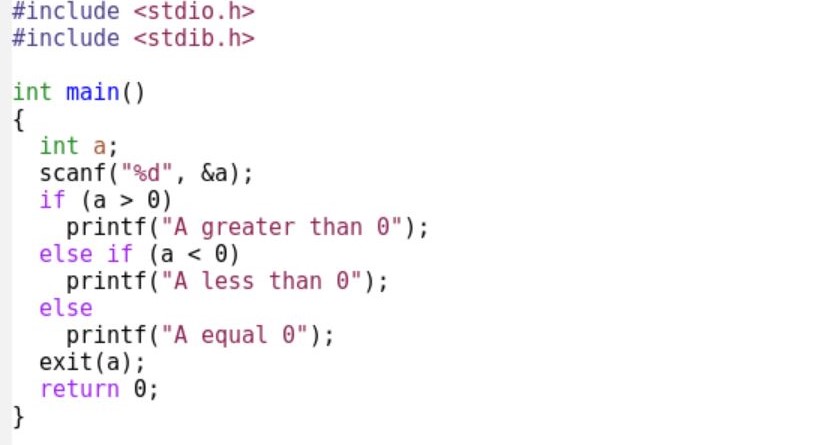 #include <stdio.h>
#include <stdib.h>
int main()
{
int a;
scanf("%d", &a);
if (a > 0)
printf("A greater than 0");
else if (a < 0)
printf("A less than 0");
else
printf("A equal 0");
exit(a);
return 0;
}